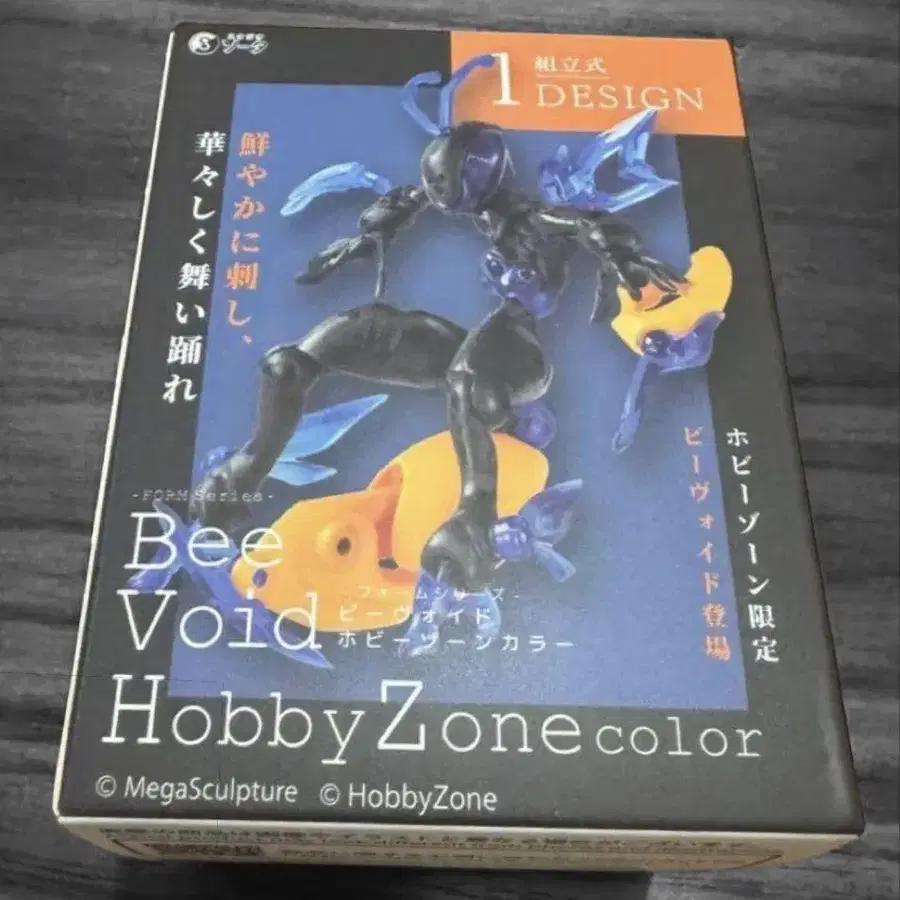 1
組立式
DESIGN
鮮やかに刺し、
華々しく舞い踊れ
ホビーゾーン限定
ビーヴォイド登場
-FORM Series-
Bee
Void
-フォームシリーズ-
ビーヴォイド
ホビーゾーンカラー
HobbyZone color
© MegaSculpture © HobbyZone